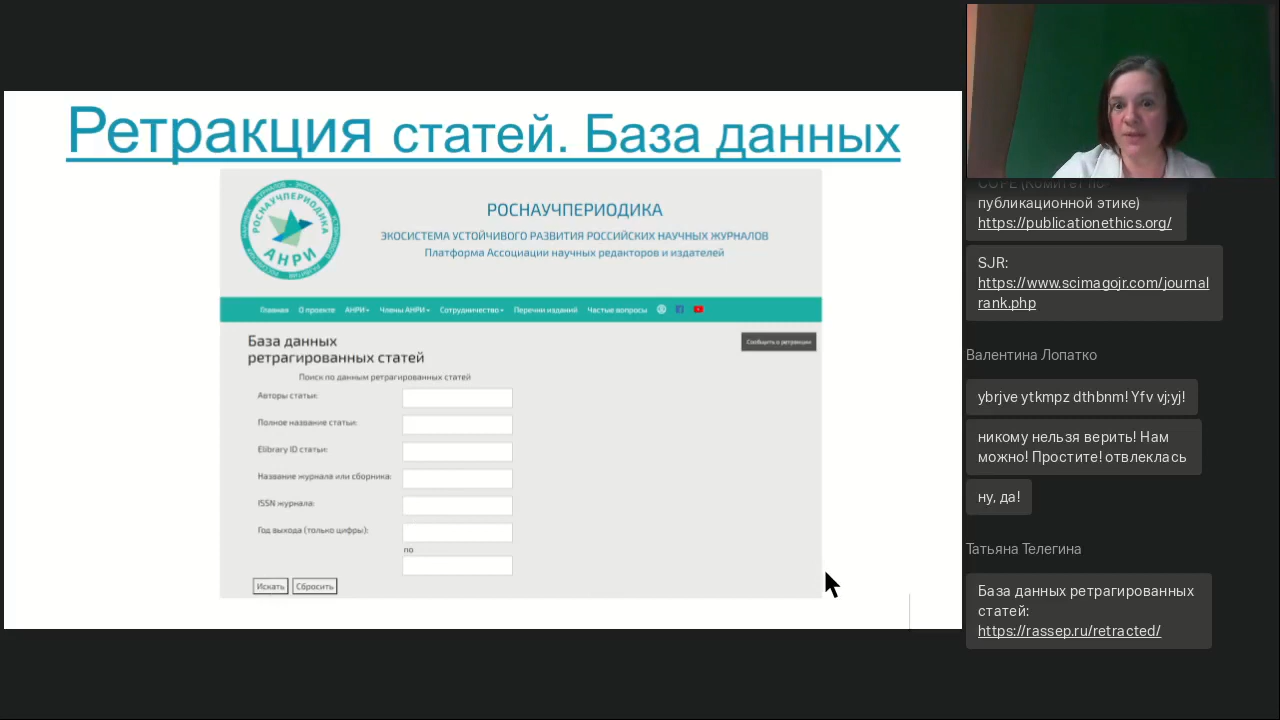 Ретракция статей. База данных
РОСНАУЧПЕРИОДИКА
АНРИ
РОСНАУЧПЕРИОДИКА
ЭКОСИСТЕМА УСТОЙЧИВОГО РАЗВИТИЯ РОССИЙСКИХ НАУЧНЫХ ЖУРНАЛОВ
Платформа Ассоциации научных редакторов и издателей
Главная О проекте АНРИ Члены АНРИ Сотрудничество Перечни изданий Частые вопросы
База данных
ретрагированных статей
Сообщить о ретракции
Поиск по данным ретрагированных статей
Авторы статьи:
Полное название статьи:
Elibrary ID статьи:
Название журнала или сборника:
ISSN журнала:
Год выхода (только цифры):
по
Искать Сбросить
COPE (Комитет по
публикационной этике)
https://publicationethics.org/
SJR:
https://www.scimagojr.com/journal
rank.php
Валентина Лопатко
ybrjve ytkmpz dthbnm! Yfv vj;yj!
никому нельзя верить! Нам
можно! Простите! отвлеклась
ну, да!
Татьяна Телегина
База данных ретрагированных
статей:
https://rassep.ru/retracted/